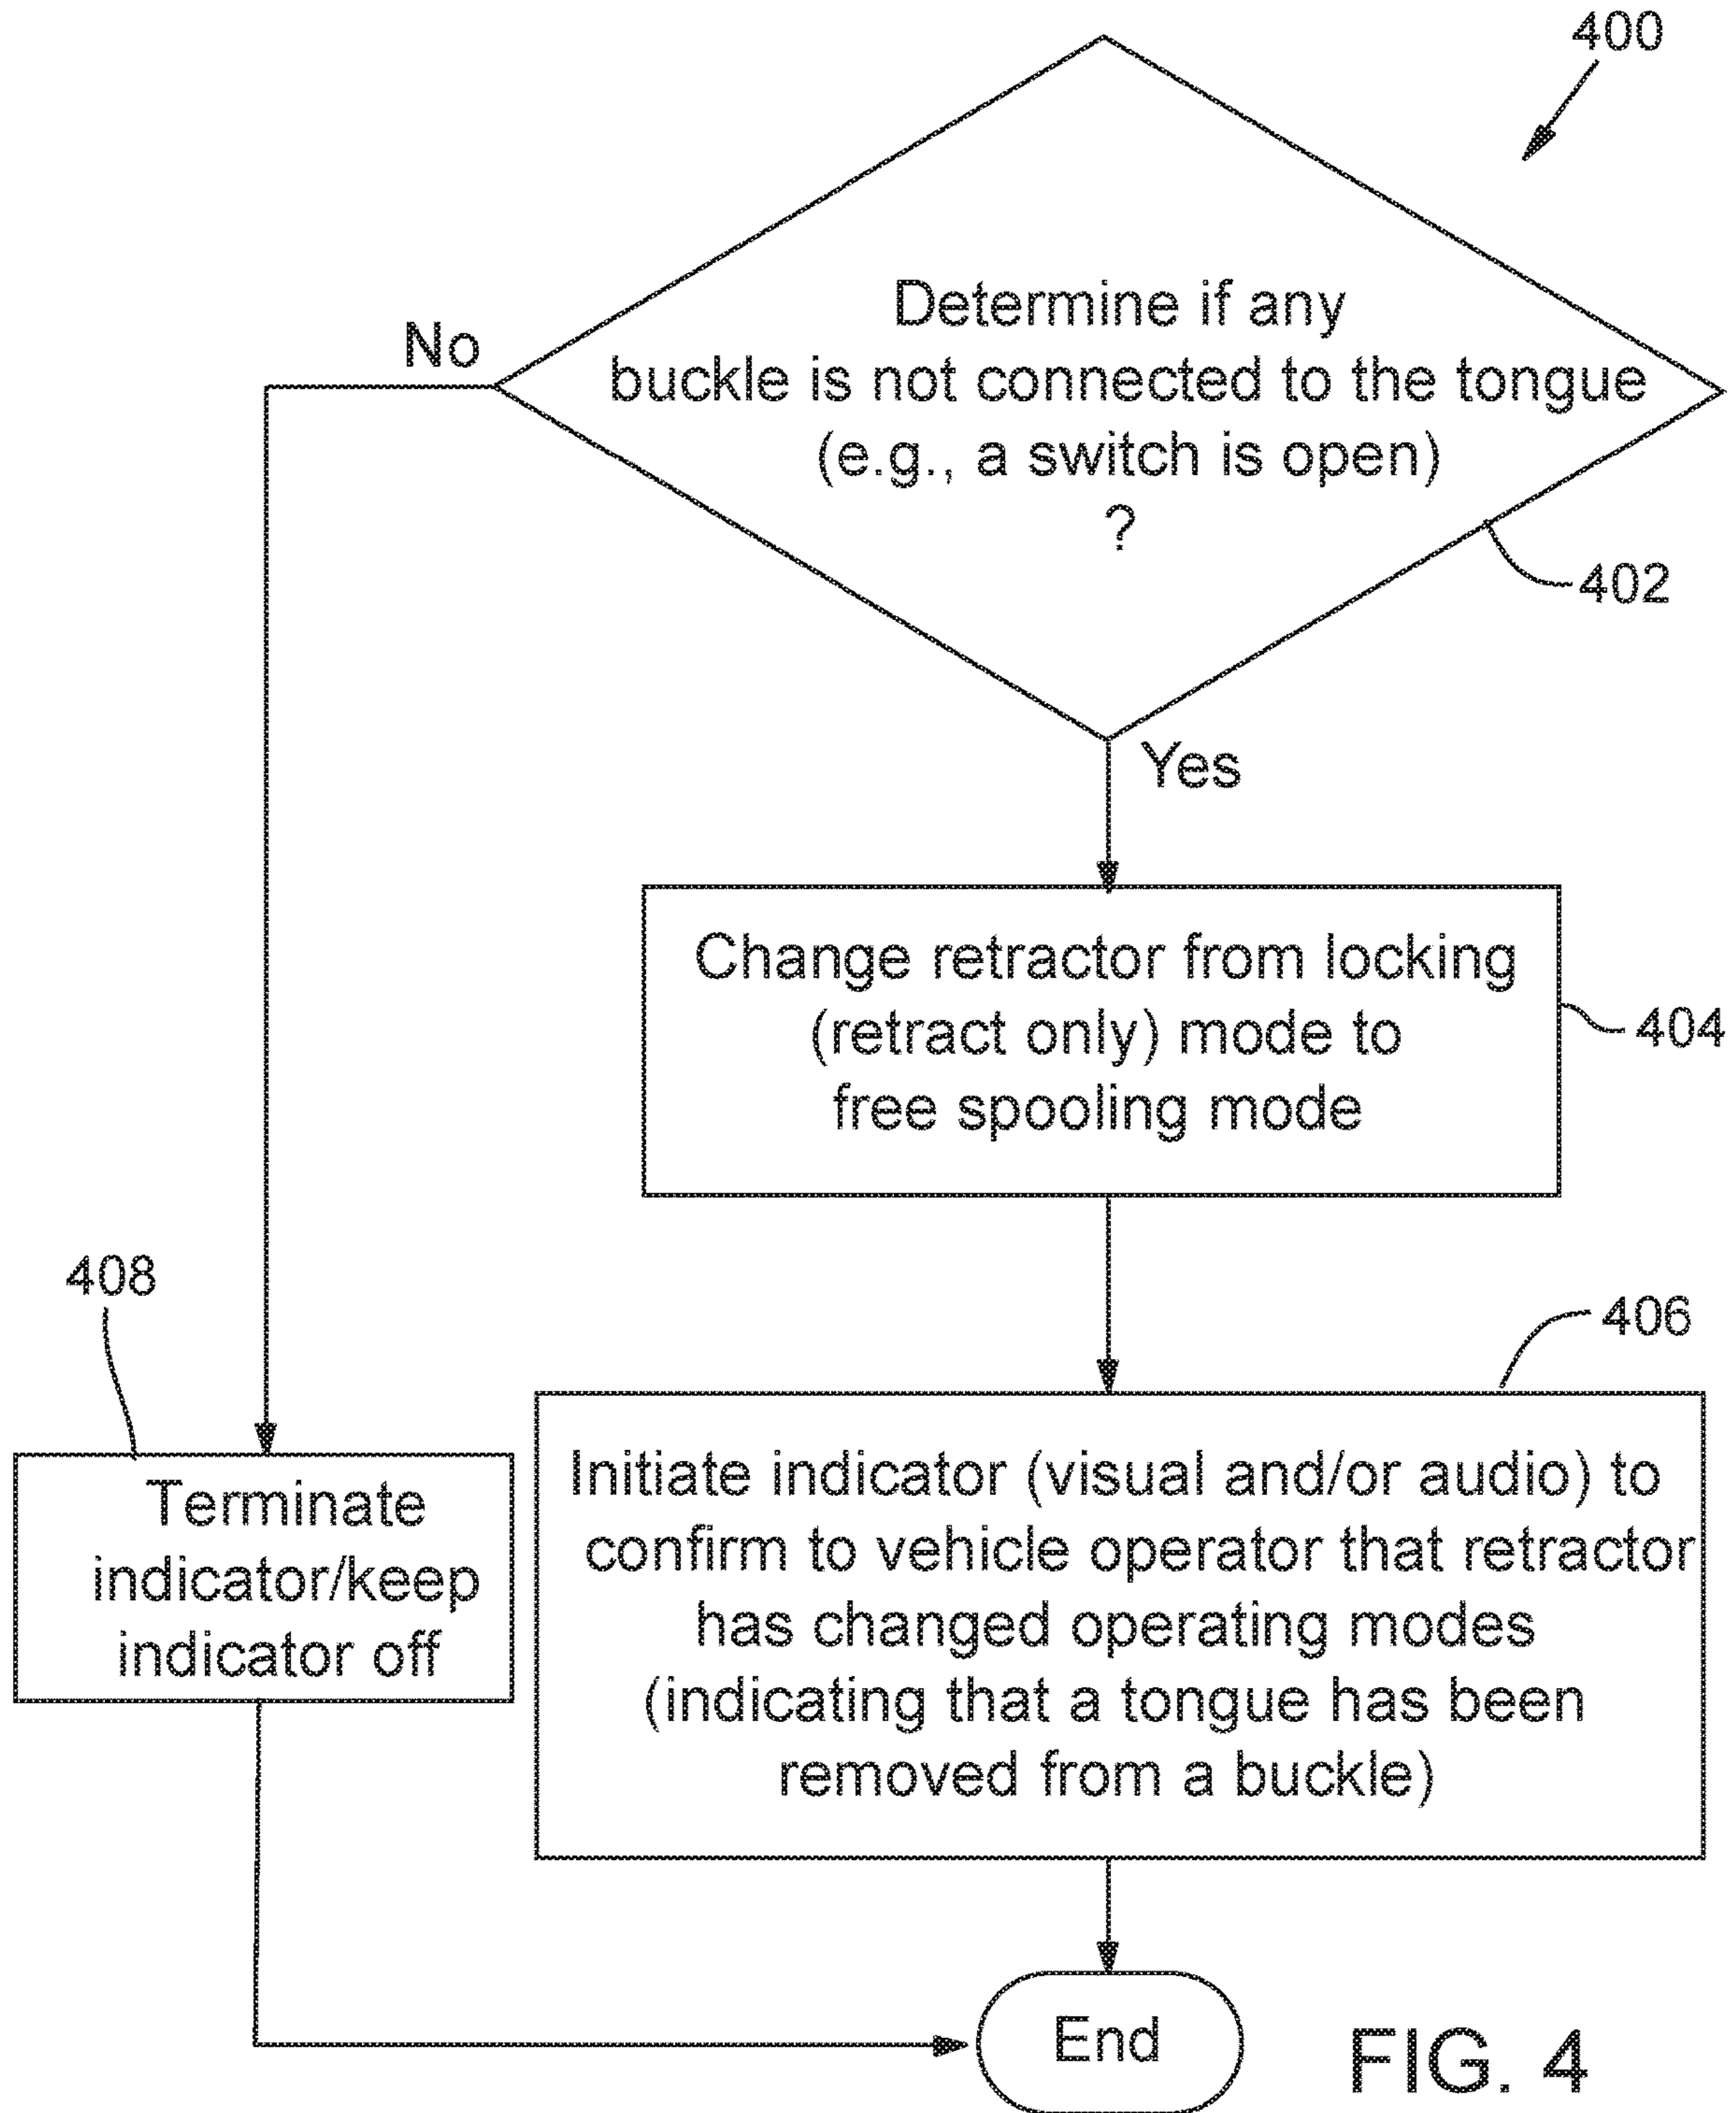 400
Determine if any
buckle is not connected to the tongue
(e.g., a switch is open)
?
No
402
Yes
Change retractor from locking
(retract only) mode to
free spooling mode
404
408
406
Terminate
indicator/keep
indicator off
Initiate indicator (visual and/or audio) to
confirm to vehicle operator that retractor
has changed operating modes
(indicating that a tongue has been
removed from a buckle)
End
FIG. 4